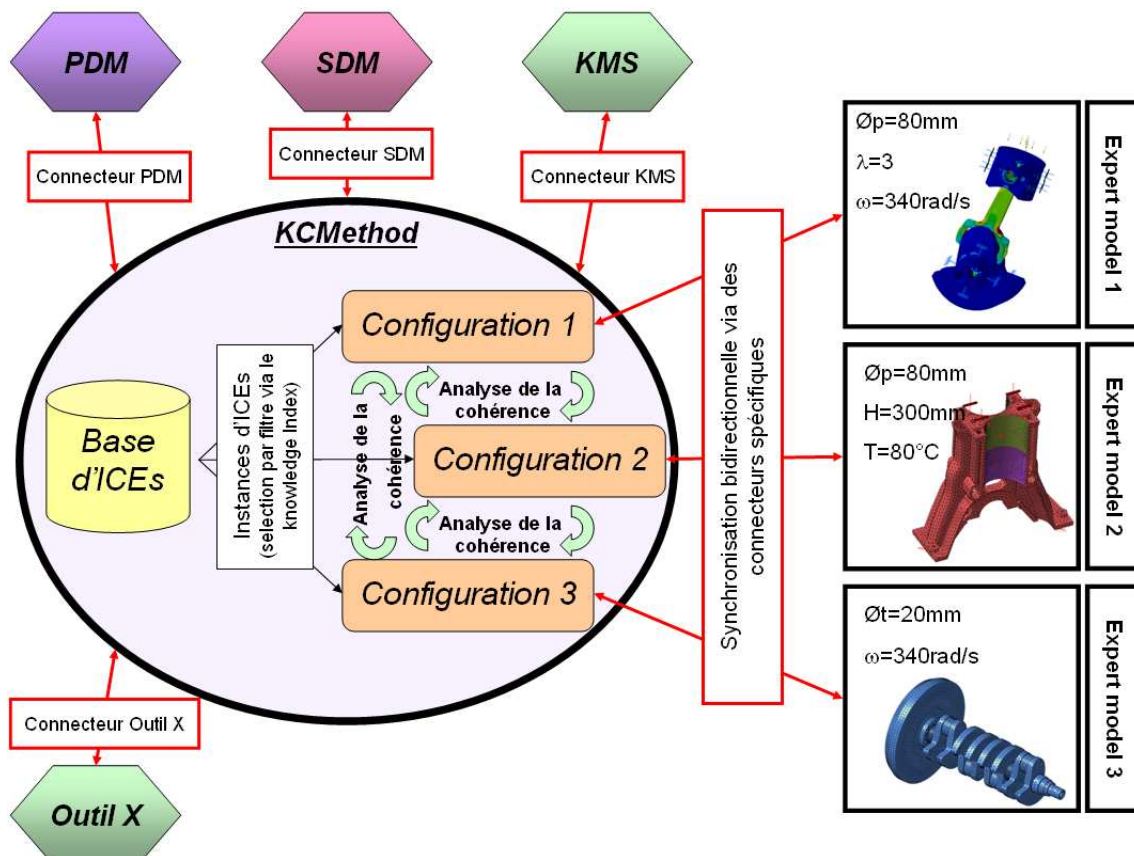 PDM
SDM
KMS
Connecteur PDM
Connecteur SDM
Connecteur KMS
KCMethod
Base
d'ICEs
Instances d'ICEs
(selection par filtre via le
knowledge Index)
Configuration 1
Analyse de la
cohérence
Analyse de la
cohérence
Configuration 2
Analyse de la
cohérence
Configuration 3
Synchronisation bidirectionnelle via des
connecteurs spécifiques
Øp=80mm
λ=3
ω=340rad/s
Expert model 1
Øp=80mm
H=300mm
T=80°C
Expert model 2
Øt=20mm
ω=340rad/s
Expert model 3
Connecteur Outil X
Outil X